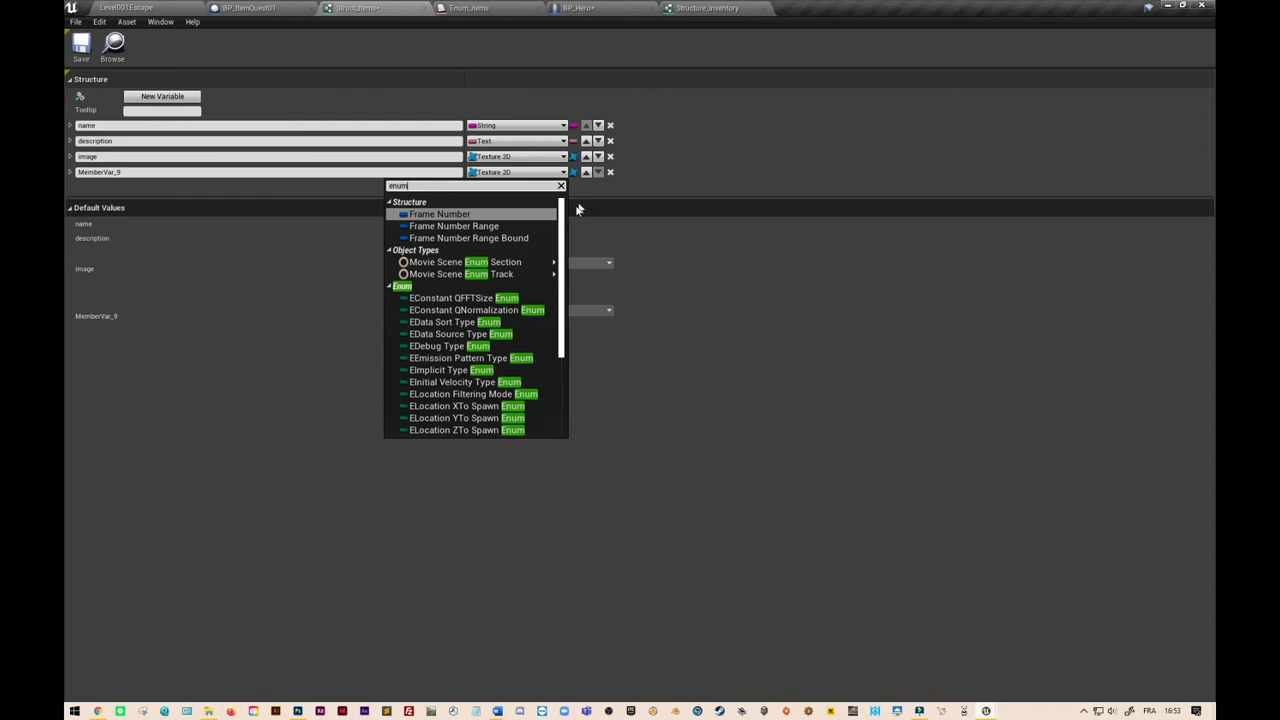 Level001Escape BP_ItemQuest01 Struct_Items* Enum_items BP_Hero* Structure_Inventory
File Edit Asset Window Help
Save Browse
Structure
New Variable
Tooltip
name String
description Text
image Texture 2D
MemberVar_9 Texture 2D
enum
Structure
Default Values
Frame Number
name
Frame Number Range
description
Frame Number Range Bound
Object Types
Movie Scene Enum Section
image
Movie Scene Enum Track
Enum
EConstant QFFTSize Enum
EConstant QNormalization Enum
MemberVar_9
EData Sort Type Enum
EData Source Type Enum
EDebug Type Enum
EEmission Pattern Type Enum
EImplicit Type Enum
EInitial Velocity Type Enum
ELocation Filtering Mode Enum
ELocation XTo Spawn Enum
ELocation YTo Spawn Enum
ELocation ZTo Spawn Enum
FRA 16:53